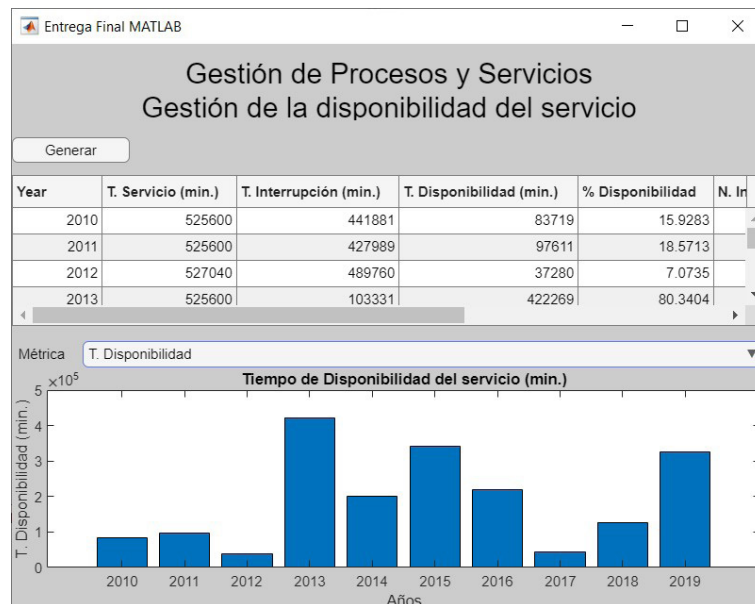 Entrega Final MATLAB
Gestión de Procesos y Servicios
Gestión de la disponibilidad del servicio
Generar
Year T. Servicio (min.) T. Interrupción (min.) T. Disponibilidad (min.) % Disponibilidad N. In
2010 525600 441881 83719 15.9283
2011 525600 427989 97611 18.5713
2012 527040 489760 37280 7.0735
2013 525600 103331 422269 80.3404
Métrica T. Disponibilidad
Tiempo de Disponibilidad del servicio (min.)
×10^5
T. Disponibilidad (min.)
5
4
3
2
1
0
2010 2011 2012 2013 2014 2015 2016 2017 2018 2019
Años